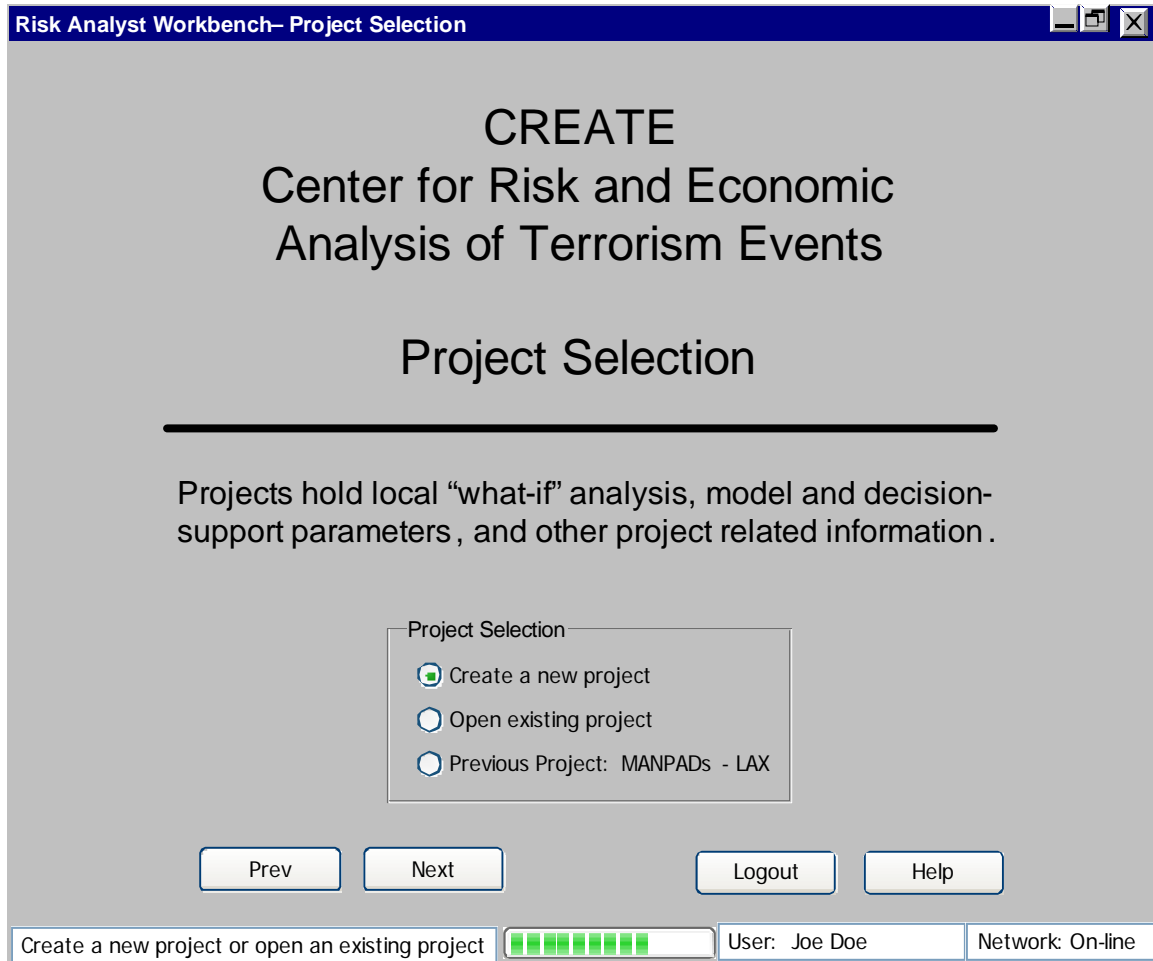 Risk Analyst Workbench– Project Selection
CREATE
Center for Risk and Economic
Analysis of Terrorism Events
Project Selection
Projects hold local “what-if” analysis, model and decision-
support parameters, and other project related information.
Project Selection
Create a new project
Open existing project
Previous Project: MANPADs - LAX
Prev Next Logout Help
Create a new project or open an existing project User: Joe Doe Network: On-line